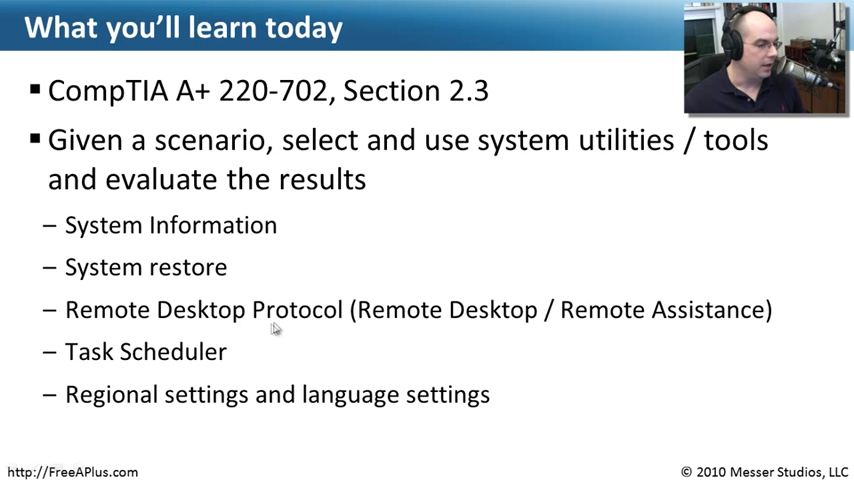 What you'll learn today
▪ CompTIA A+ 220-702, Section 2.3
▪ Given a scenario, select and use system utilities / tools
and evaluate the results
– System Information
– System restore
– Remote Desktop Protocol (Remote Desktop / Remote Assistance)
– Task Scheduler
– Regional settings and language settings
http://FreeAPlus.com
© 2010 Messer Studios, LLC